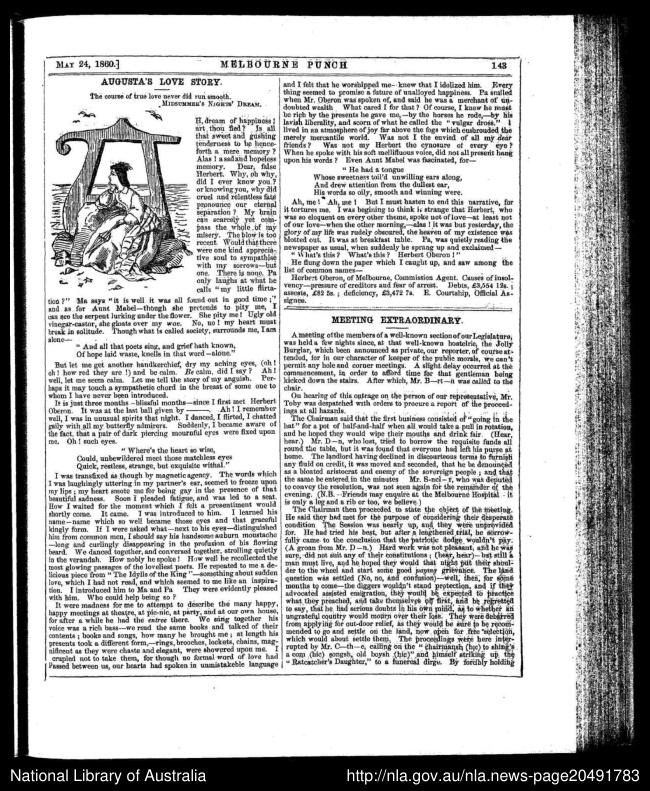 MAY 24, 1860.] MELBOURNE PUNCH 143
AUGUSTA'S LOVE STORY.
The course of true love never did run smooth.
MIDSUMMER'S NIGHTS' DREAM.
H, dream of happiness!
art thou fled? Is all
that sweet and gushing
tenderness to be hence-
forth a mere memory?
Alas! a sad and hopeless
memory. Dear, false
Herbert. Why, oh why,
did I ever know you?
or knowing you, why did
cruel and relentless fate
pronounce our eternal
separation? My brain
can scarcely yet com-
pass the whole of my
misery. The blow is too
recent. Would that there
were one kind apprecia-
tive soul to sympathise
with my sorrows—but
one. There is none. Pa
only laughs at what he
calls "my little flirta-
tion?" Ma says "it is well it was all found out in good time;"
and as for Aunt Mabel—though she pretends to pity me, I
can see the serpent lurking under the flower. She pity me! Ugly old
vinegar-castor, she gloats over my woe. No, no! my heart must
break in solitude. Though what is called society, surrounds me, I am
alone—
"And all that poets sing, and grief hath known,
Of hope laid waste, knells in that word—alone."
But let me get another handkerchief, dry my aching eyes, (oh!
oh! how red they are!) and be calm. Be calm, did I say? Ah!
well, let me seem calm. Let me tell the story of my anguish. Per-
haps it may touch a sympathetic chord in the breast of some one to
whom I have never been introduced.
It is just three months—blissful months—since I first met Herbert
Oberon. It was at the last ball given by ———. Ah! I remember
well, I was in unusual spirits that night. I danced, I flirted, I chatted
gaily with all my butterfly admirers. Suddenly, I became aware of
the fact, that a pair of dark piercing mournful eyes were fixed upon
me. Oh! such eyes.
"Where's the heart so wise,
Could, unbewildered meet those matchless eyes
Quick, restless, strange, but exquisite withal."
I was transfixed as though by magnetic agency. The words which
I was laughingly uttering in my partner's ear, seemed to freeze upon
my lips; my heart smote me for being gay in the presence of that
beautiful sadness. Soon I pleaded fatigue, and was led to a seat.
How I waited for the moment which I felt a presentiment would
shortly come. It came. I was introduced to him. I learned his
name—name which so well became those eyes and that graceful
kingly form. If I were asked what—next to his eyes—distinguished
him from common men, I should say his handsome auburn moustache
—long and curlingly disappearing in the profusion of his flowing
beard. We danced together, and conversed together, strolling quietly
in the verandah. How nobly he spoke! How well he recollected the
most glowing passages of the loveliest poets. He repeated to me a de-
licious piece from "The Idylls of the King"—something about sudden
love, which I had not read, and which seemed to me like an inspira-
tion. I introduced him to Ma and Pa They were evidently pleased
with him. Who could help being so?
It were madness for me to attempt to describe the many happy,
happy meetings at theatre, at pic-nic, at party, and at our own house,
for after a while he had the entree there. We sing together his
voice was a rich bass—we read the same books and talked of their
contents; books and songs, how many he brought me; at length his
presents took a different form,—rings, brooches, lockets, chains, mag-
nificent as they were chaste and elegant, were showered upon me. I
scrupled not to take them, for though no formal word of love had
passed between us, our hearts had spoken in unmistakeble language
and I felt that he worshipped me—knew that I idolized him. Every
thing seemed to promise a future of unalloyed happiness. Pa smiled
when Mr. Oberon was spoken of, and said he was a merchant of un-
doubted wealth What cared I for that? Of course, I knew he must
be rich by the presents he gave me,—by the horses he rode,—by his
lavish liberality, and scorn of what he called the "vulgar dross." I
lived in an atmosphere of joy far above the fogs which enshrouded the
merely mercantile world. Was not I the envied of all my dear
friends? Was not my Herbert the cynosure of every eye?
When he spoke with his soft mellifluous voice, did not all present hang
upon his words? Even Aunt Mabel was fascinated, for—
"He had a tongue
Whose sweetness toil'd unwilling ears along,
And drew attention from the dullest ear,
His words so oily, smooth and winning were.
Ah, me! Ah, me! But I must hasten to end this narrative, for
it tortures me. I was begining to think is strange that Herbert, who
was so eloquent on every other theme, spoke not of love—at least not
of our love—when the other morning,—alas! it was but yesterday, the
glory of my life was rudely obscured, the heaven of my existence was
blotted out. It was at breakfast table. Pa, was quietly reading the
newspaper as usual, when suddenly he sprang up and exclaimed—
"What's this? What's this? Herbert Oberon!"
He flung down the paper which I caught up, and saw among the
list of common names—
Herbert Oberon, of Melbourne, Commission Agent. Causes of insol-
vency—pressure of creditors and fear of arrest. Debts, £3,554 12s.;
assests, £82 5s.; deficiency, £3,472 7s. E. Courtship, Official As-
signee.
MEETING EXTRAORDINARY.
A meeting of the members of a well-known section of our Legislature,
was held a few nights since, at that well-known hostelrie, the Jolly
Burglar, which been announced as private, our reporter, of course at-
tended, for in our character of keeper of the public morals, we can't
permit any hole and corner meetings. A slight delay occurred at the
commencement, in order to afford time for that gentleman being
kicked down the stairs. After which, Mr. B—rt—n was called to the
chair.
On hearing of this outrage on the person of our representative, Mr.
Toby was despatched with orders to procure a report of the proceed-
ings at all hazards.
The Chairman said that the first business consisted of "going in the
hat" for a pot of half-and-half when all would take a pull in rotation,
and he hoped they would wipe their mouths and drink fair. (Hear,
hear.) Mr. D—n, who lost, tried to borrow the requisite funds all
round the table, but it was found that everyone had left his purse at
home. The landlord having declined in discourteous terms to furnish
any fluid on credit, it was moved and seconded, that he be denounced
as a bloated aristocrat and enemy of the sovereign people; and that
the same be entered in the minutes Mr. S-nel—r, who was deputed
to convey the resolution, was not seen again for the remainder of the
evening. (N.B.—Friends may enquire at the Melbourne Hospital it
is only a leg and a rib or too, we believe)
The Chairman then proceeded to state the object of the meeting.
He said they had met for the purpose of considering their desperate
condition The Session was nearly up, and they were unprovided
for. He had tried his best, but after a lengthened trial, he sorrow-
fully came to the conclusion that the patriotic dodge wouldn't pay.
(A groan from Mr. D—n.) Hard work was not pleasant, and he was
sure, did not suit any of their constitutions; (hear, hear)—but still a
man must live, and he hoped they would that night put their shoul-
der to the wheel and start some good paying grievance. The land
question was settled (No, no, and confusion)—well, then, for some
months to come—the diggers wouldn't stand protection, and if they
advocated assisted emigration, they would be expected to practice
what they preached, and take themselves off first, and he regretted
to say, that he had serious doubts in his own mind, as to whether an
ungrateful country would mourn over their loss. They were debarred
from applying for out-door relief, as they would be sure to be recom-
mended to go and settle on the land, now open for free selection,
which would about settle them. The proceedings were here inter-
rupted by Mr. C—th—e, calling on the "chairmansh (hic) to shing's
a com (hic) songsh, old boysh (hic)" and himself striking up the
"Ratcatcher's Daughter," to a funereal dirge. By forcibly holding
National Library of Australia http://nla.gov.au/nla.news-page20491783